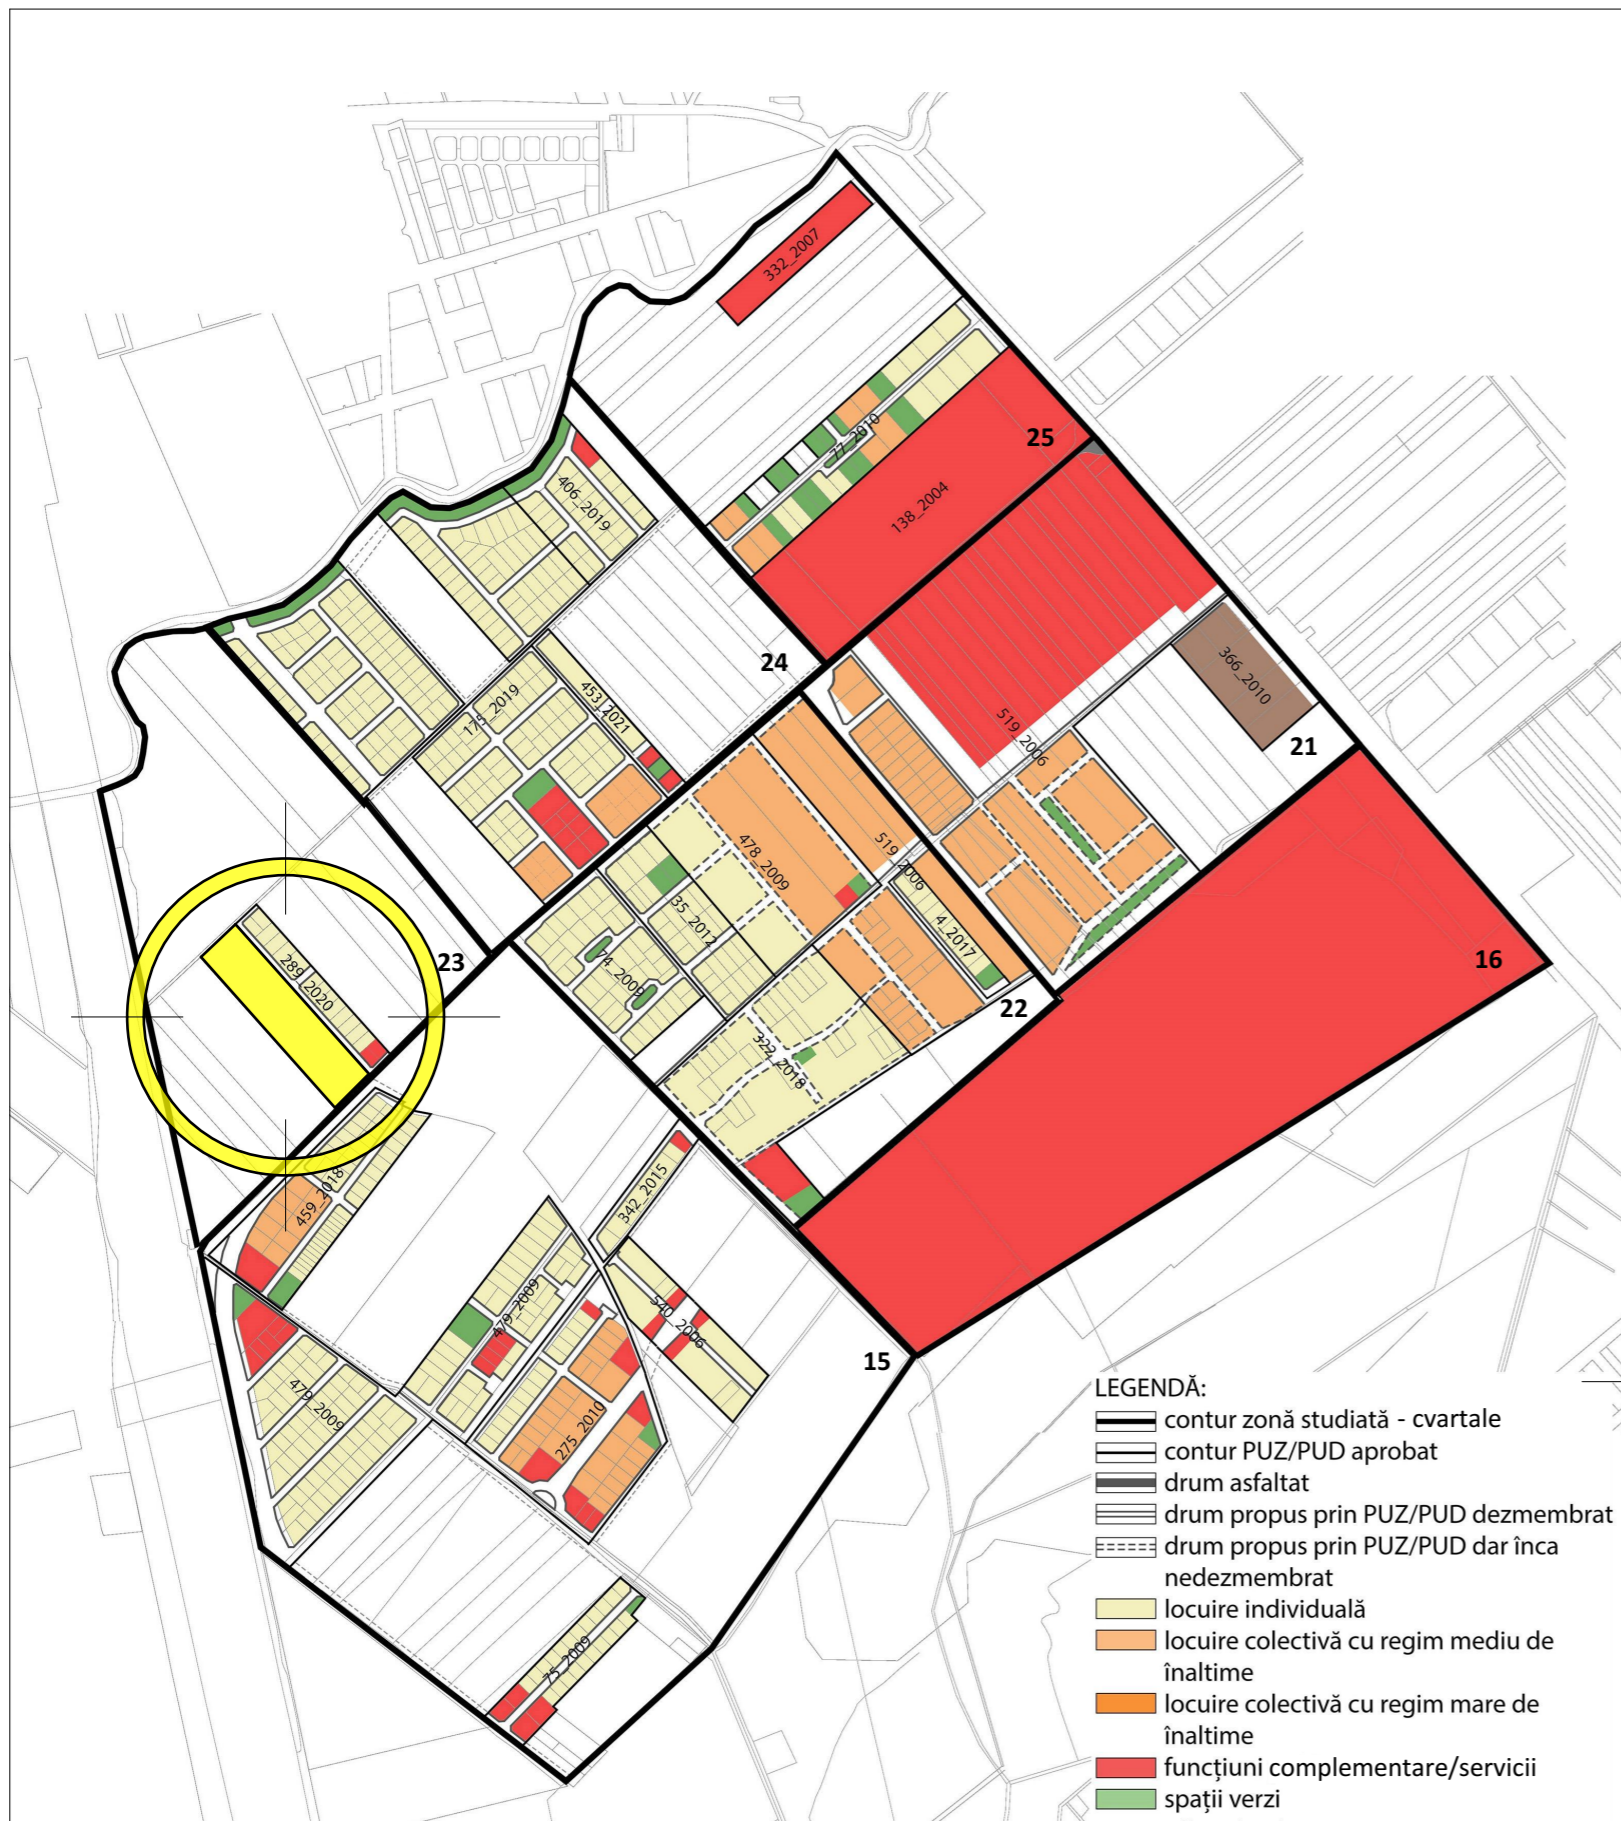 332_2007
77_2010
25
138_2004
406_2019
24
175_2019
453_2021
366_2010
519_2006
21
478_2009
519_2006
35_2012
4_2017
74_2009
16
22
23
289_2020
322_2018
459_2018
342_2015
479_2009
540_2006
15
479_2009
275_2010
75_2009
LEGENDĂ:
contur zonă studiată - cvartale
contur PUZ/PUD aprobat
drum asfaltat
drum propus prin PUZ/PUD dezmembrat
drum propus prin PUZ/PUD dar înca
nedezmembrat
locuire individuală
locuire colectivă cu regim mediu de
înaltime
locuire colectivă cu regim mare de
înaltime
funcțiuni complementare/servicii
spații verzi